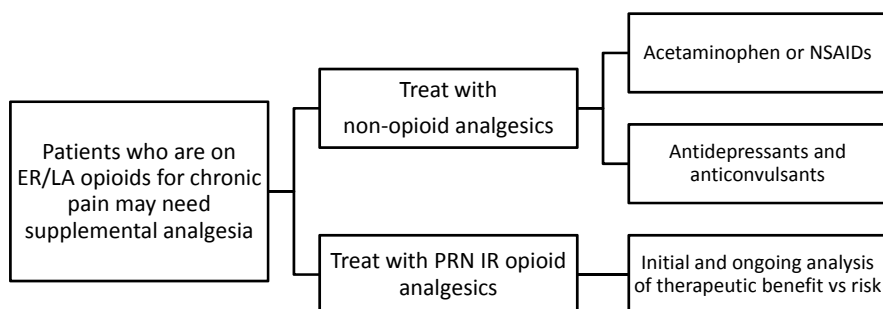 Patients who are on
ER/LA opioids for chronic
pain may need
supplemental analgesia
Treat with
non-opioid analgesics
Acetaminophen or NSAIDs
Antidepressants and
anticonvulsants
Treat with PRN IR opioid
analgesics
Initial and ongoing analysis
of therapeutic benefit vs risk